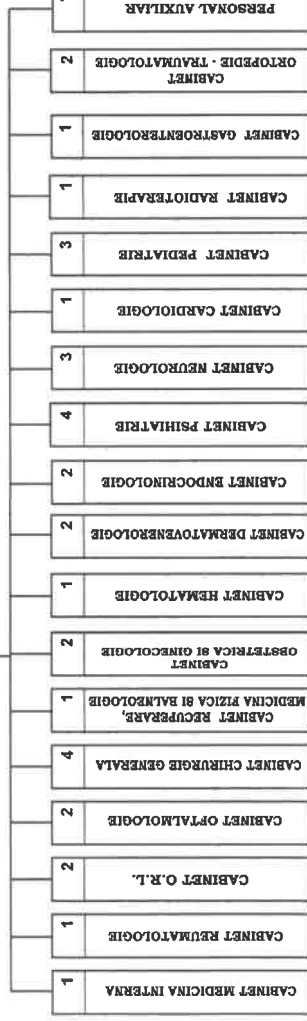 PERSONAL AUXILIAR
2
CABINET
ORTOPEDIE - TRAUMATOLOGIE
1
CABINET GASTROENTEROLOGIE
1
CABINET RADIOTERAPIE
3
CABINET PEDIATRIE
1
CABINET CARDIOLOGIE
3
CABINET NEUROLOGIE
4
CABINET PSIHIATRIE
2
CABINET ENDOCRINOLOGIE
2
CABINET DERMATOVENEROLOGIE
1
CABINET HEMATOLOGIE
2
CABINET
OBSTETRICA SI GINECOLOGIE
1
CABINET RECUPERARE,
MEDICINA FIZICA SI BALNEOLOGIE
4
CABINET CHIRURGIE GENERALA
2
CABINET OFTALMOLOGIE
2
CABINET O.R.L.
1
CABINET REUMATOLOGIE
1
CABINET MEDICINA INTERNA